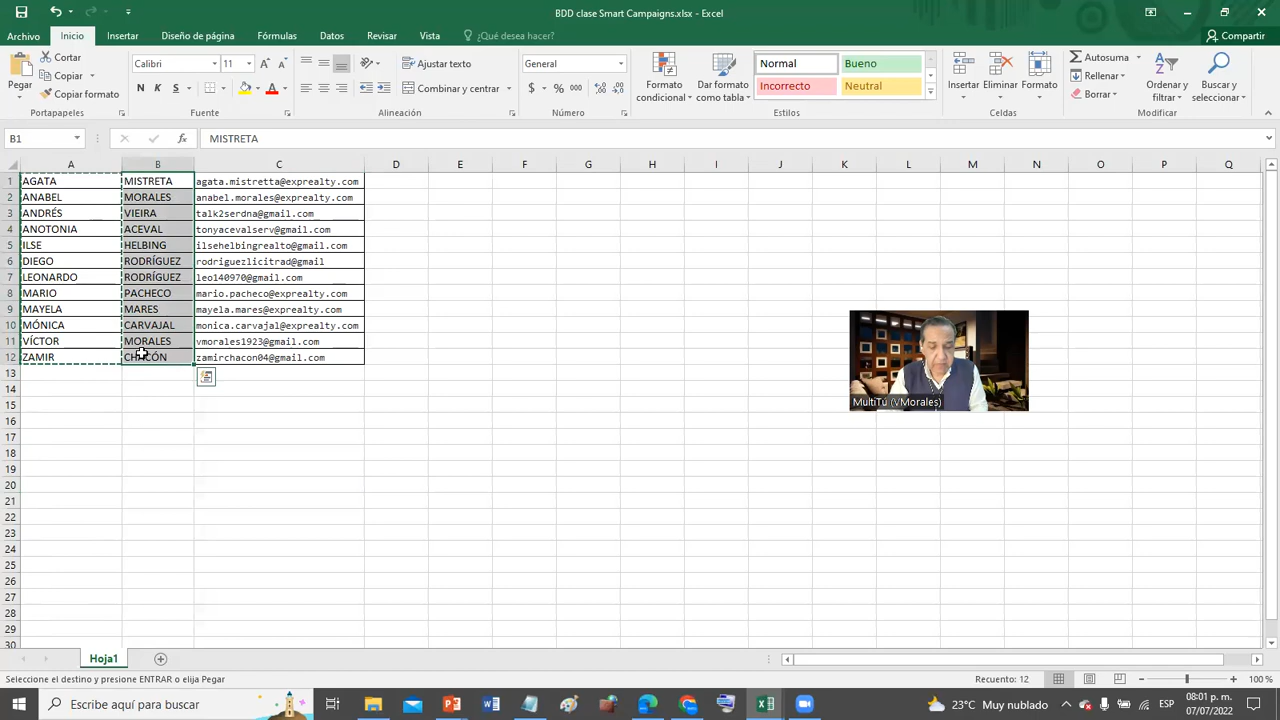 BDD clase Smart Campaigns.xlsx - Excel
Archivo Inicio Insertar Diseño de página Fórmulas Datos Revisar Vista ¿Qué desea hacer? Compartir
Pegar
Cortar
Copiar
Copiar formato
Portapapeles
Calibri 11
N K S
Fuente
Ajustar texto
Combinar y centrar
Alineación
General
$ % 000
Número
Formato condicional
Dar formato como tabla
Normal Bueno
Incorrecto Neutral
Estilos
Insertar Eliminar Formato
Celdas
Autosuma
Rellenar
Borrar
Ordenar y filtrar
Buscar y seleccionar
Modificar
B1 fx MISTRETA
A B C D E F G H I J K L M N O P Q
1 AGATA MISTRETA agata.mistretta@exprealty.com
2 ANABEL MORALES anabel.morales@exprealty.com
3 ANDRÉS VIEIRA talk2serdna@gmail.com
4 ANOTONIA ACEVAL tonyacevalserv@gmail.com
5 ILSE HELBING ilsehelbingrealto@gmail.com
6 DIEGO RODRÍGUEZ rodriguezlicitrad@gmail
7 LEONARDO RODRÍGUEZ leo140970@gmail.com
8 MARIO PACHECO mario.pacheco@exprealty.com
9 MAYELA MARES mayela.mares@exprealty.com
10 MÓNICA CARVAJAL monica.carvajal@exprealty.com
11 VÍCTOR MORALES vmorales1923@gmail.com
12 ZAMIR CHACÓN zamirchacon04@gmail.com
13
14
15
16
17
18
19
20
21
22
23
24
25
26
27
28
29
30
MultiTú (VMorales)
Hoja1
Seleccione el destino y presione ENTRAR o elija Pegar Recuento: 12 100 %
Escribe aquí para buscar
23°C Muy nublado
ESP
08:01 p. m.
07/07/2022